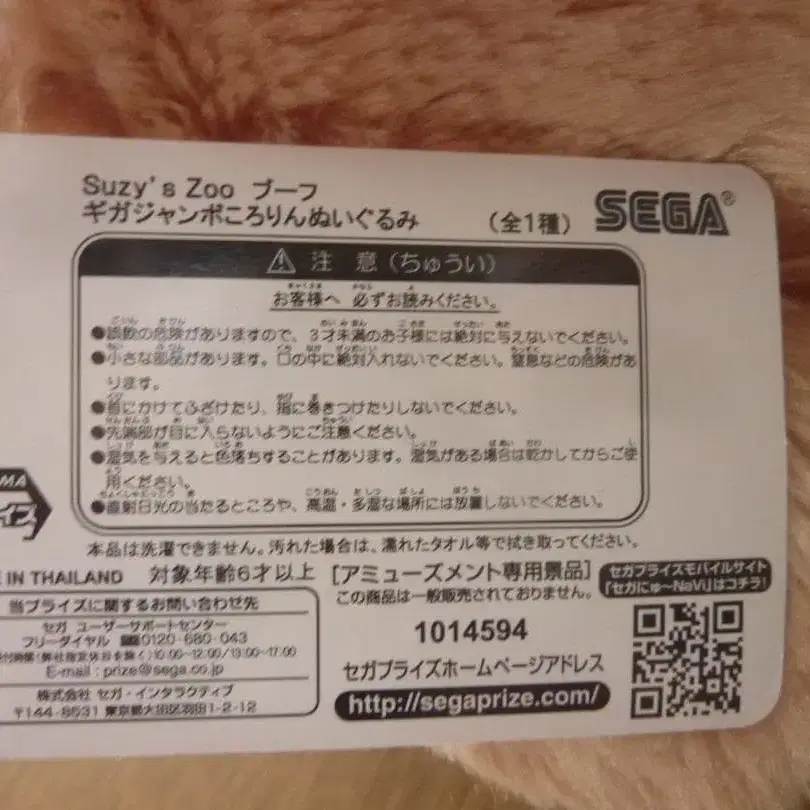 Suzy's Zoo ブーフ
ギガジャンボころりんぬいぐるみ (全1種) SEGA®
注意(ちゅうい)
お客様へ 必ずお読みください。
●誤飲の危険がありますので、3才未満のお子様には絶対に与えないでください。
●小さな部品があります。口の中に絶対入れないでください。窒息などの危険があ
ります。
●首にかけてふざけたり、指に巻きつけたりしないでください。
●先端部が目に入らないようにご注意ください。
●湿気を与えると色落ちすることがあります。湿気がある場合は乾かしてからご使
用ください。
●直射日光の当たるところや、高温・多湿な場所には放置しないでください。
本品は洗濯できません。汚れた場合は、濡れたタオル等で拭き取ってください。
E IN THAILAND 対象年齢6才以上 [アミューズメント専用景品]
この商品は一般販売されておりません。
セガプライズモバイルサイト
「セガにゅ〜NaVi」はコチラ!
当プライズに関するお問い合わせ先
セガ ユーザーサポートセンター
フリーダイヤル 0120-680-043
付時間(弊社指定休日を除く)10:00-12:00/13:00-17:00
E-mail : prize@sega.co.jp
株式会社 セガ・インタラクティブ
〒144-8531 東京都大田区羽田1-2-12
1014594
セガプライズホームページアドレス
http://segaprize.com/